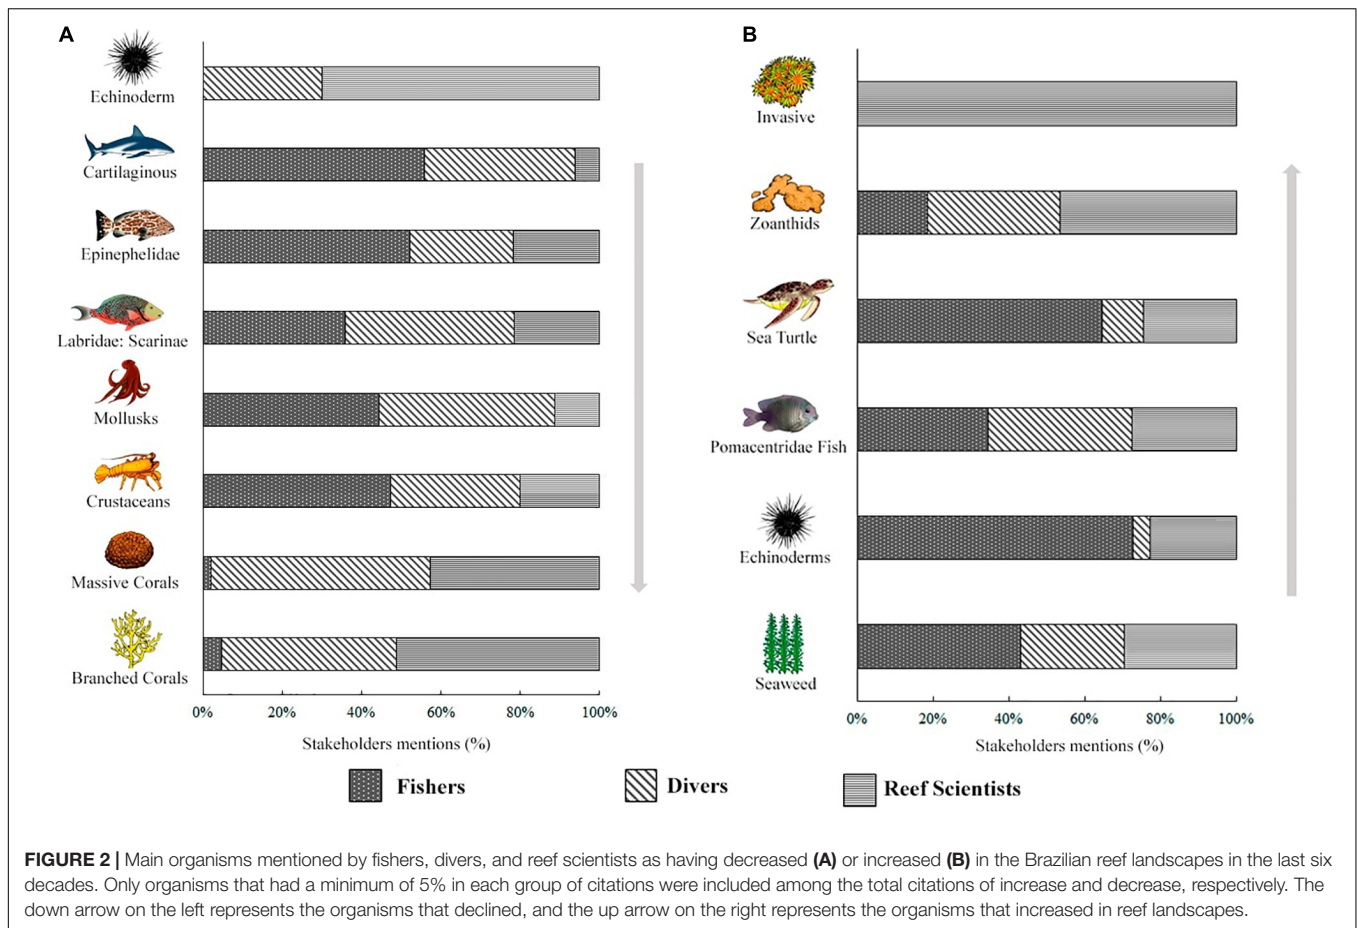 A
Echinoderm
Cartilaginous
Epinephelidae
Labridae: Scarinae
Mollusks
Crustaceans
Massive Corals
Branched Corals
0% 20% 40% 60% 80% 100%
Stakeholders mentions (%)
B
Invasive
Zoanthids
Sea Turtle
Pomacentridae Fish
Echinoderms
Seaweed
0% 20% 40% 60% 80% 100%
Stakeholders mentions (%)
Fishers Divers Reef Scientists
FIGURE 2 | Main organisms mentioned by fishers, divers, and reef scientists as having decreased (A) or increased (B) in the Brazilian reef landscapes in the last six
decades. Only organisms that had a minimum of 5% in each group of citations were included among the total citations of increase and decrease, respectively. The
down arrow on the left represents the organisms that declined, and the up arrow on the right represents the organisms that increased in reef landscapes.